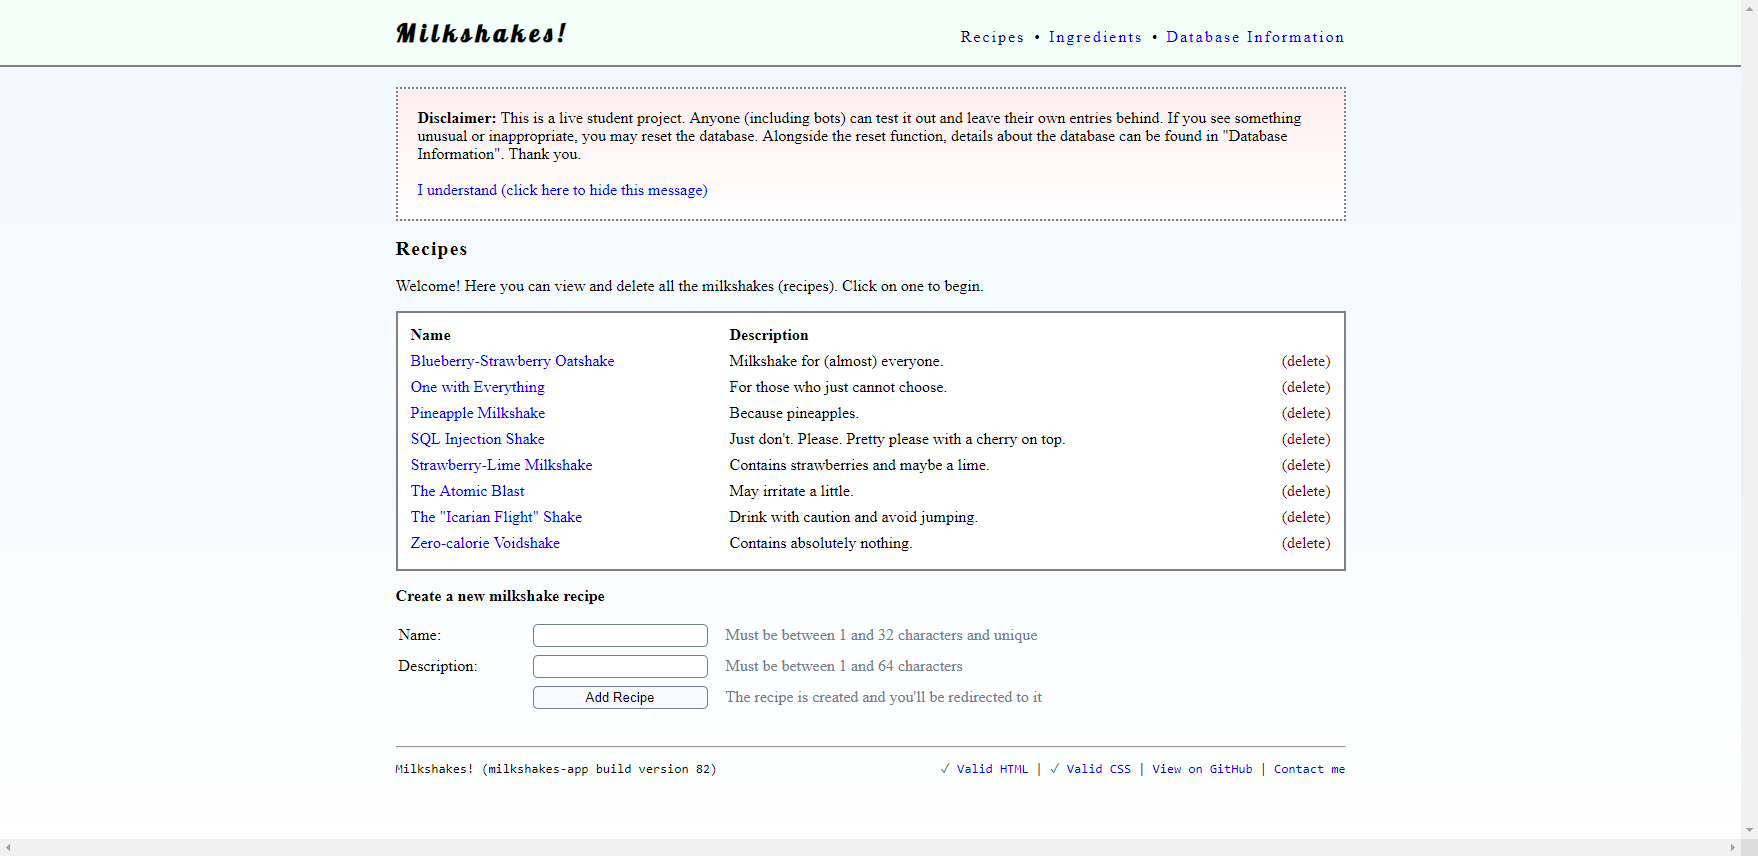 Milkshakes!
Recipes • Ingredients • Database Information
Disclaimer: This is a live student project. Anyone (including bots) can test it out and leave their own entries behind. If you see something
unusual or inappropriate, you may reset the database. Alongside the reset function, details about the database can be found in "Database
Information". Thank you.
I understand (click here to hide this message)
Recipes
Welcome! Here you can view and delete all the milkshakes (recipes). Click on one to begin.
Name Description
Blueberry-Strawberry Oatshake Milkshake for (almost) everyone. (delete)
One with Everything For those who just cannot choose. (delete)
Pineapple Milkshake Because pineapples. (delete)
SQL Injection Shake Just don't. Please. Pretty please with a cherry on top. (delete)
Strawberry-Lime Milkshake Contains strawberries and maybe a lime. (delete)
The Atomic Blast May irritate a little. (delete)
The "Icarian Flight" Shake Drink with caution and avoid jumping. (delete)
Zero-calorie Voidshake Contains absolutely nothing. (delete)
Create a new milkshake recipe
Name: Must be between 1 and 32 characters and unique
Description: Must be between 1 and 64 characters
Add Recipe The recipe is created and you'll be redirected to it
Milkshakes! (milkshakes-app build version 82) ✓ Valid HTML | ✓ Valid CSS | View on GitHub | Contact me